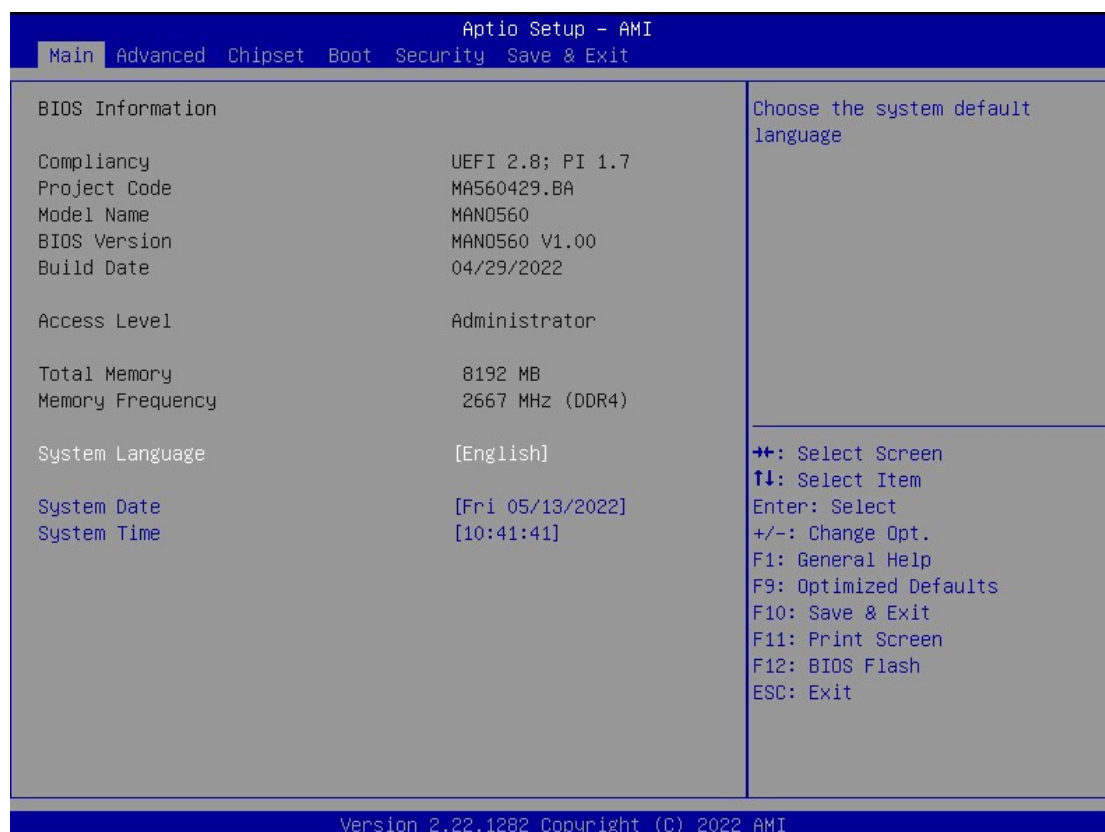 Aptio Setup – AMI
Main Advanced Chipset Boot Security Save & Exit
BIOS Information
Compliancy UEFI 2.8; PI 1.7
Project Code MA560429.BA
Model Name MANO560
BIOS Version MANO560 V1.00
Build Date 04/29/2022
Access Level Administrator
Total Memory 8192 MB
Memory Frequency 2667 MHz (DDR4)
System Language [English]
System Date [Fri 05/13/2022]
System Time [10:41:41]
Choose the system default
language
→←: Select Screen
↑↓: Select Item
Enter: Select
+/-: Change Opt.
F1: General Help
F9: Optimized Defaults
F10: Save & Exit
F11: Print Screen
F12: BIOS Flash
ESC: Exit
Version 2.22.1282 Copyright (C) 2022 AMI